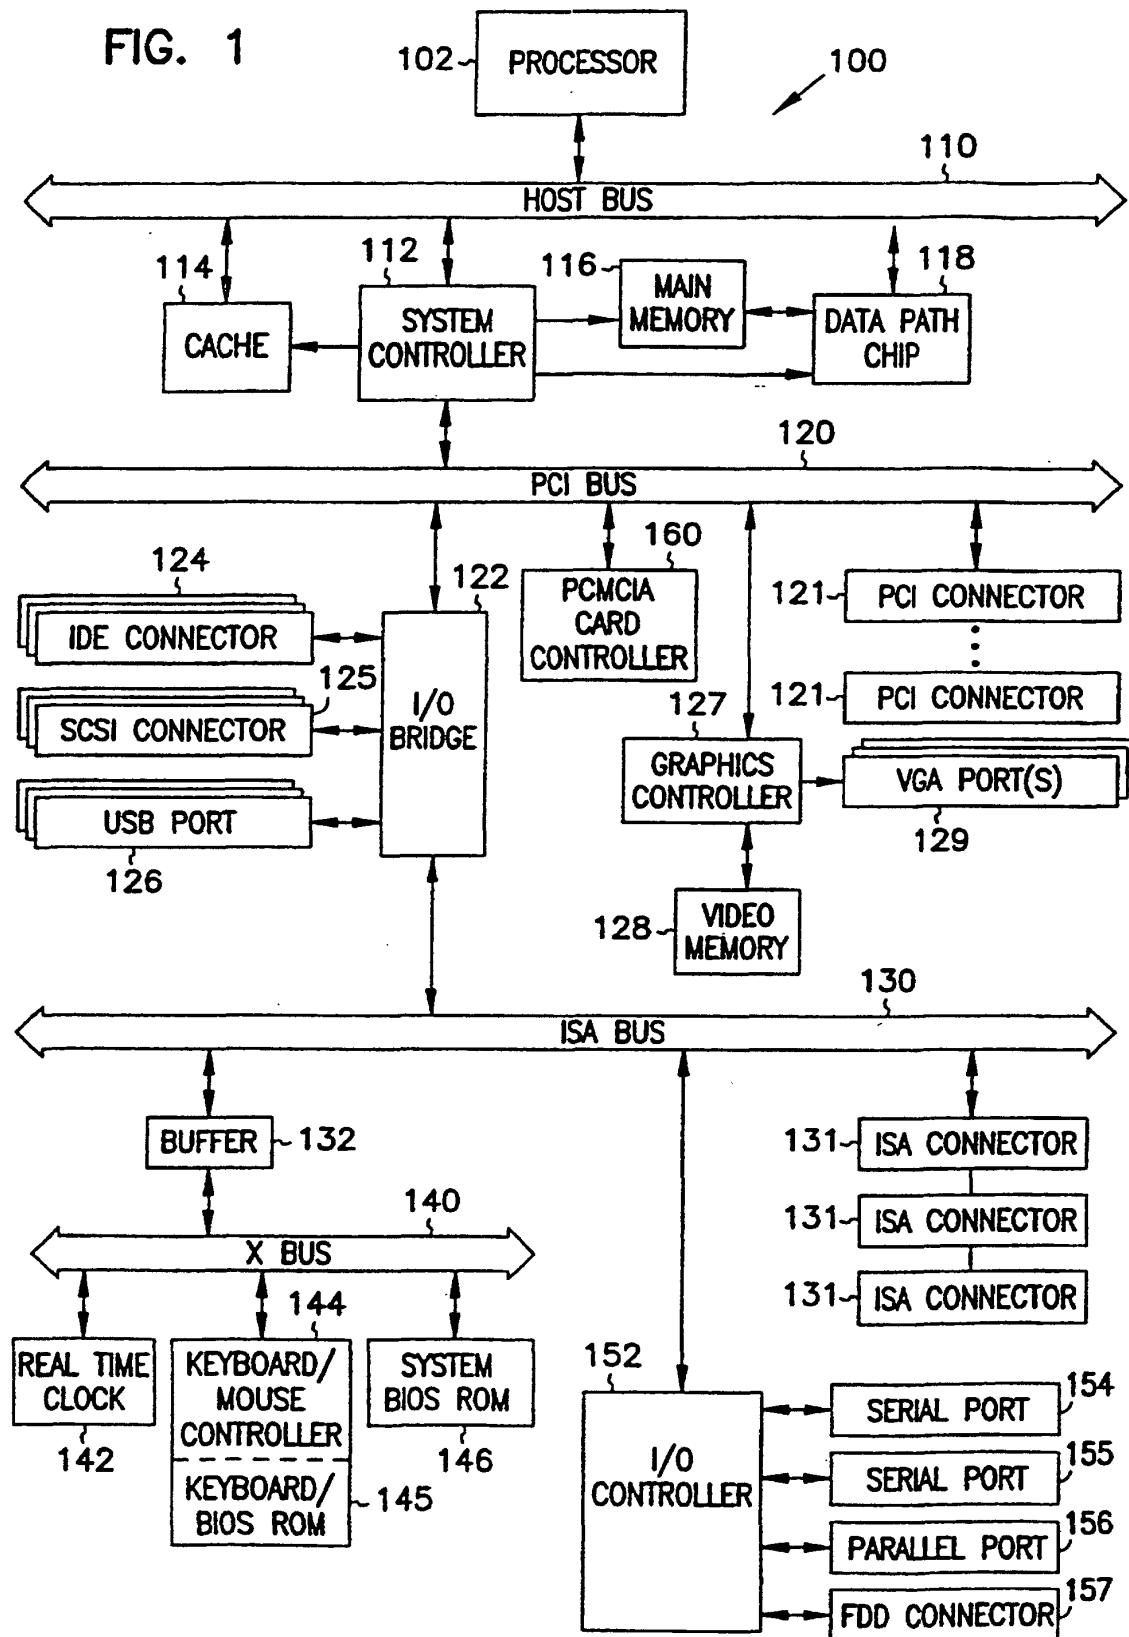 FIG. 1
102
PROCESSOR
100
110
HOST BUS
114
112
116
118
CACHE
SYSTEM
CONTROLLER
MAIN
MEMORY
DATA PATH
CHIP
120
PCI BUS
124
122
160
IDE CONNECTOR
PCMCIA
CARD
CONTROLLER
121
PCI CONNECTOR
125
SCSI CONNECTOR
I/O
BRIDGE
121
PCI CONNECTOR
127
GRAPHICS
CONTROLLER
VGA PORT(S)
129
USB PORT
126
128
VIDEO
MEMORY
130
ISA BUS
BUFFER
132
131
ISA CONNECTOR
131
ISA CONNECTOR
131
ISA CONNECTOR
140
X BUS
144
REAL TIME
CLOCK
142
KEYBOARD/
MOUSE
CONTROLLER
SYSTEM
BIOS ROM
146
KEYBOARD/
BIOS ROM
145
152
I/O
CONTROLLER
SERIAL PORT
154
SERIAL PORT
155
PARALLEL PORT
156
FDD CONNECTOR
157